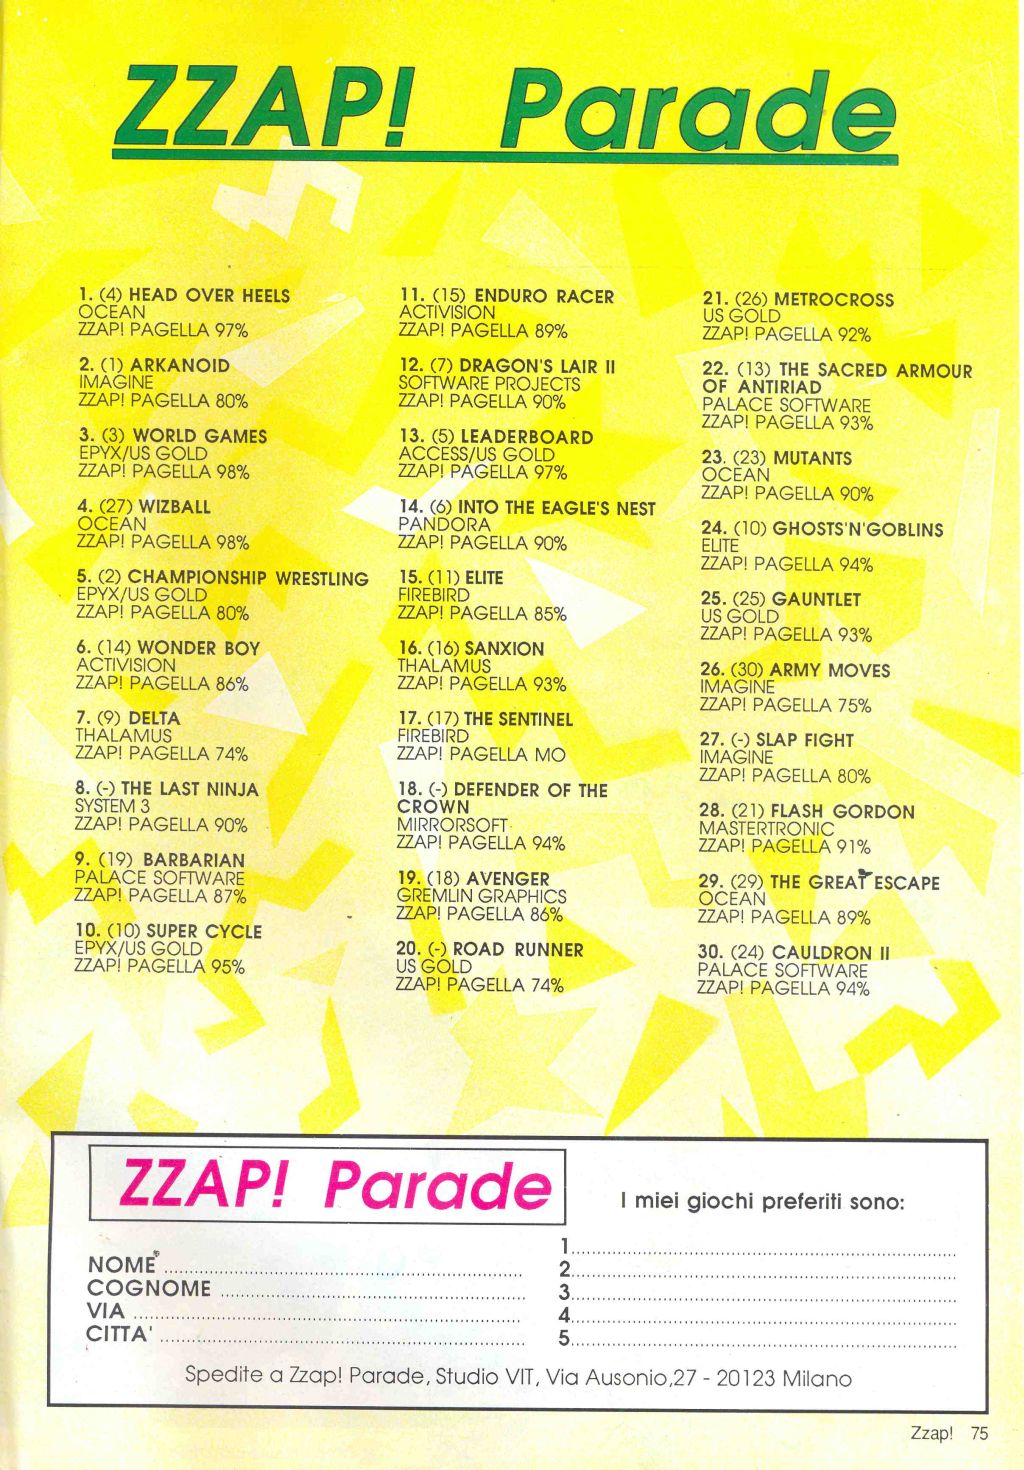 ZZAP! Parade
1. (4) HEAD OVER HEELS
OCEAN
ZZAP! PAGELLA 97%
2. (1) ARKANOID
IMAGINE
ZZAP! PAGELLA 80%
3. (3) WORLD GAMES
EPYX/US GOLD
ZZAP! PAGELLA 98%
4. (27) WIZBALL
OCEAN
ZZAP! PAGELLA 98%
5. (2) CHAMPIONSHIP WRESTLING
EPYX/US GOLD
ZZAP! PAGELLA 80%
6. (14) WONDER BOY
ACTIVISION
ZZAP! PAGELLA 86%
7. (9) DELTA
THALAMUS
ZZAP! PAGELLA 74%
8. (-) THE LAST NINJA
SYSTEM 3
ZZAP! PAGELLA 90%
9. (19) BARBARIAN
PALACE SOFTWARE
ZZAP! PAGELLA 87%
10. (10) SUPER CYCLE
EPYX/US GOLD
ZZAP! PAGELLA 95%
11. (15) ENDURO RACER
ACTIVISION
ZZAP! PAGELLA 89%
12. (7) DRAGON'S LAIR II
SOFTWARE PROJECTS
ZZAP! PAGELLA 90%
13. (5) LEADERBOARD
ACCESS/US GOLD
ZZAP! PAGELLA 97%
14. (6) INTO THE EAGLE'S NEST
PANDORA
ZZAP! PAGELLA 90%
15. (11) ELITE
FIREBIRD
ZZAP! PAGELLA 85%
16. (16) SANXION
THALAMUS
ZZAP! PAGELLA 93%
17. (17) THE SENTINEL
FIREBIRD
ZZAP! PAGELLA MO
18. (-) DEFENDER OF THE
CROWN
MIRRORSOFT
ZZAP! PAGELLA 94%
19. (18) AVENGER
GREMLIN GRAPHICS
ZZAP! PAGELLA 86%
20. (-) ROAD RUNNER
US GOLD
ZZAP! PAGELLA 74%
21. (26) METROCROSS
US GOLD
ZZAP! PAGELLA 92%
22. (13) THE SACRED ARMOUR
OF ANTIRIAD
PALACE SOFTWARE
ZZAP! PAGELLA 93%
23. (23) MUTANTS
OCEAN
ZZAP! PAGELLA 90%
24. (10) GHOSTS'N'GOBLINS
ELITE
ZZAP! PAGELLA 94%
25. (25) GAUNTLET
US GOLD
ZZAP! PAGELLA 93%
26. (30) ARMY MOVES
IMAGINE
ZZAP! PAGELLA 75%
27. (-) SLAP FIGHT
IMAGINE
ZZAP! PAGELLA 80%
28. (21) FLASH GORDON
MASTERTRONIC
ZZAP! PAGELLA 91%
29. (29) THE GREAT ESCAPE
OCEAN
ZZAP! PAGELLA 89%
30. (24) CAULDRON II
PALACE SOFTWARE
ZZAP! PAGELLA 94%
ZZAP! Parade
NOME
COGNOME
VIA
CITTA'
I miei giochi preferiti sono:
1
2
3
4
5
Spedite a Zzap! Parade, Studio VIT, Via Ausonio,27 - 20123 Milano
Zzap! 75